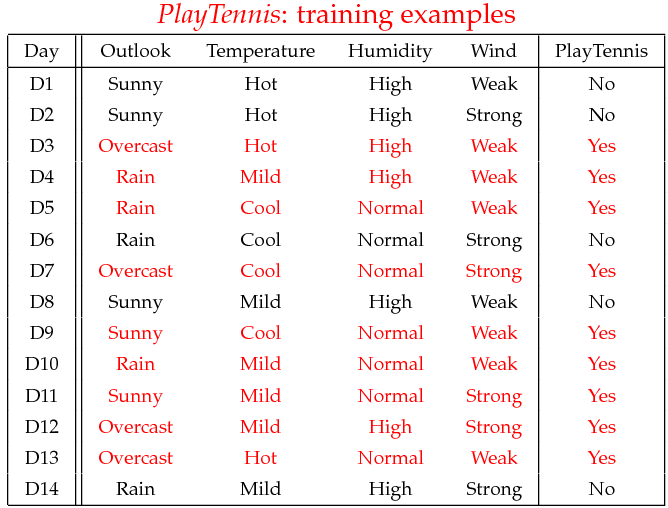 PlayTennis: training examples
Day Outlook Temperature Humidity Wind PlayTennis
D1 Sunny Hot High Weak No
D2 Sunny Hot High Strong No
D3 Overcast Hot High Weak Yes
D4 Rain Mild High Weak Yes
D5 Rain Cool Normal Weak Yes
D6 Rain Cool Normal Strong No
D7 Overcast Cool Normal Strong Yes
D8 Sunny Mild High Weak No
D9 Sunny Cool Normal Weak Yes
D10 Rain Mild Normal Weak Yes
D11 Sunny Mild Normal Strong Yes
D12 Overcast Mild High Strong Yes
D13 Overcast Hot Normal Weak Yes
D14 Rain Mild High Strong No